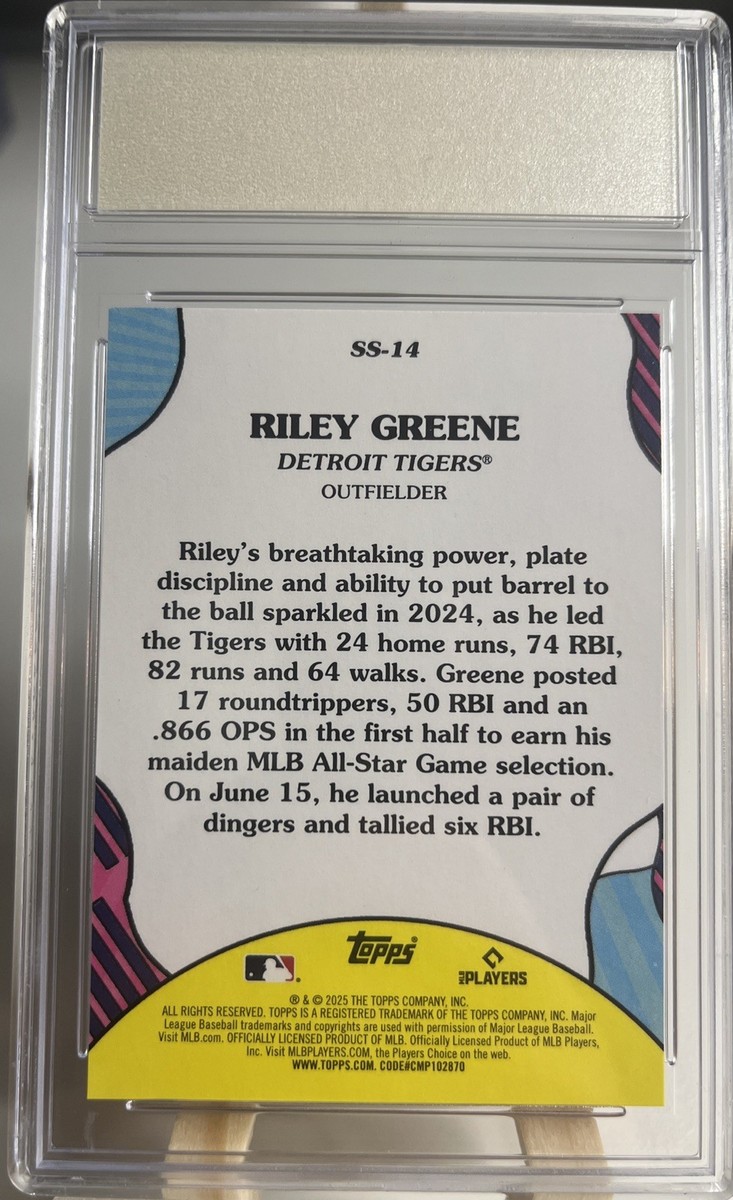 SS-14
RILEY GREENE
DETROIT TIGERS®
OUTFIELDER
Riley's breathtaking power, plate
discipline and ability to put barrel to
the ball sparkled in 2024, as he led
the Tigers with 24 home runs, 74 RBI,
82 runs and 64 walks. Greene posted
17 roundtrippers, 50 RBI and an
.866 OPS in the first half to earn his
maiden MLB All-Star Game selection.
On June 15, he launched a pair of
dingers and tallied six RBI.
topps®
MLB PLAYERS
® & © 2025 THE TOPPS COMPANY, INC.
ALL RIGHTS RESERVED. TOPPS IS A REGISTERED TRADEMARK OF THE TOPPS COMPANY, INC. Major
League Baseball trademarks and copyrights are used with permission of Major League Baseball.
Visit MLB.com. OFFICIALLY LICENSED PRODUCT OF MLB. Officially Licensed Product of MLB Players,
Inc. Visit MLBPLAYERS.COM, the Players Choice on the web.
WWW.TOPPS.COM. CODE#CMP102870